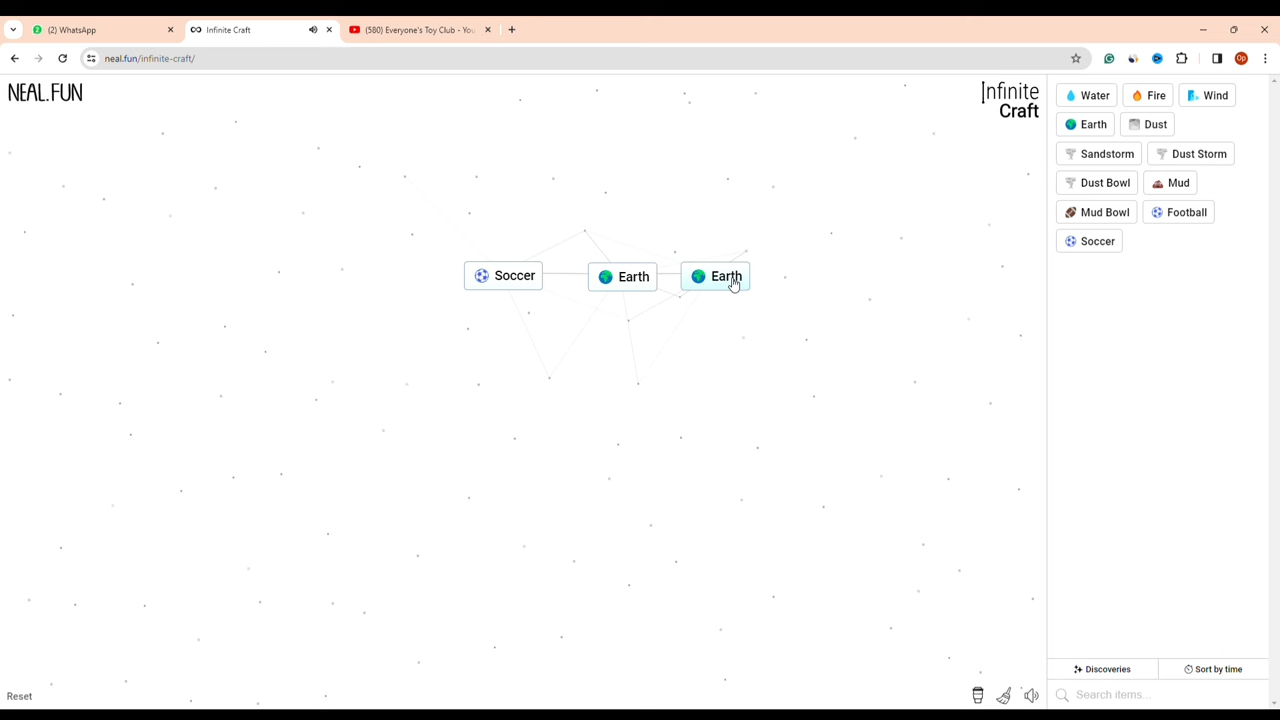 (2) WhatsApp
Infinite Craft
(580) Everyone's Toy Club - You
neal.fun/infinite-craft/
Op
NEAL.FUN
Infinite
Craft
Water
Fire
Wind
Earth
Dust
Sandstorm
Dust Storm
Dust Bowl
Mud
Mud Bowl
Football
Soccer
Soccer
Earth
Earth
Discoveries
Sort by time
Reset
Search items...